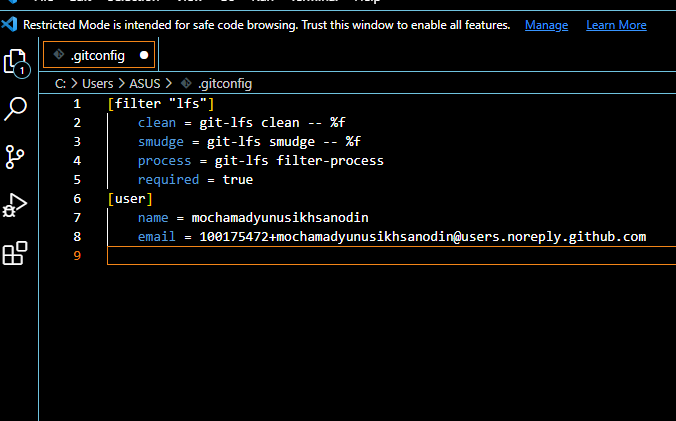 Restricted Mode is intended for safe code browsing. Trust this window to enable all features. Manage Learn More
.gitconfig
1
C: > Users > ASUS > .gitconfig
1 [filter "lfs"]
2 clean = git-lfs clean -- %f
3 smudge = git-lfs smudge -- %f
4 process = git-lfs filter-process
5 required = true
6 [user]
7 name = mochamadyunusikhsanodin
8 email = 100175472+mochamadyunusikhsanodin@users.noreply.github.com
9